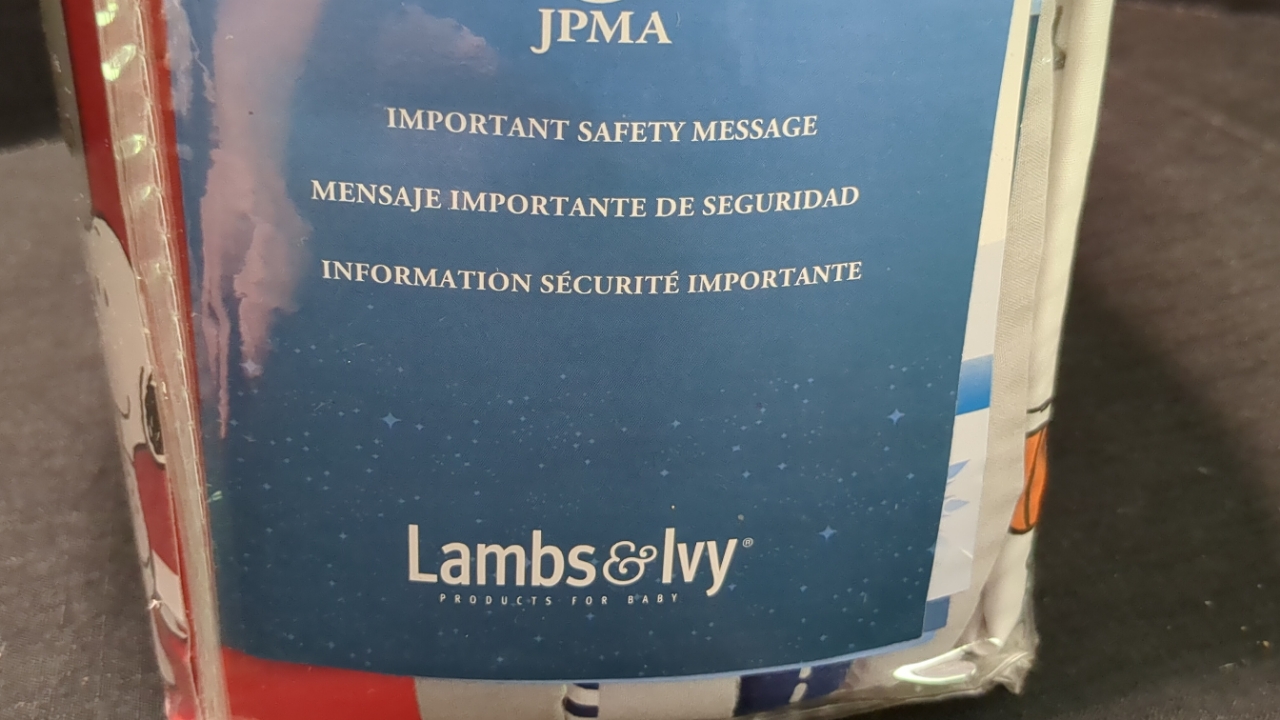 JPMA
IMPORTANT SAFETY MESSAGE
MENSAJE IMPORTANTE DE SEGURIDAD
INFORMATION SÉCURITÉ IMPORTANTE
Lambs&Ivy®
PRODUCTS FOR BABY